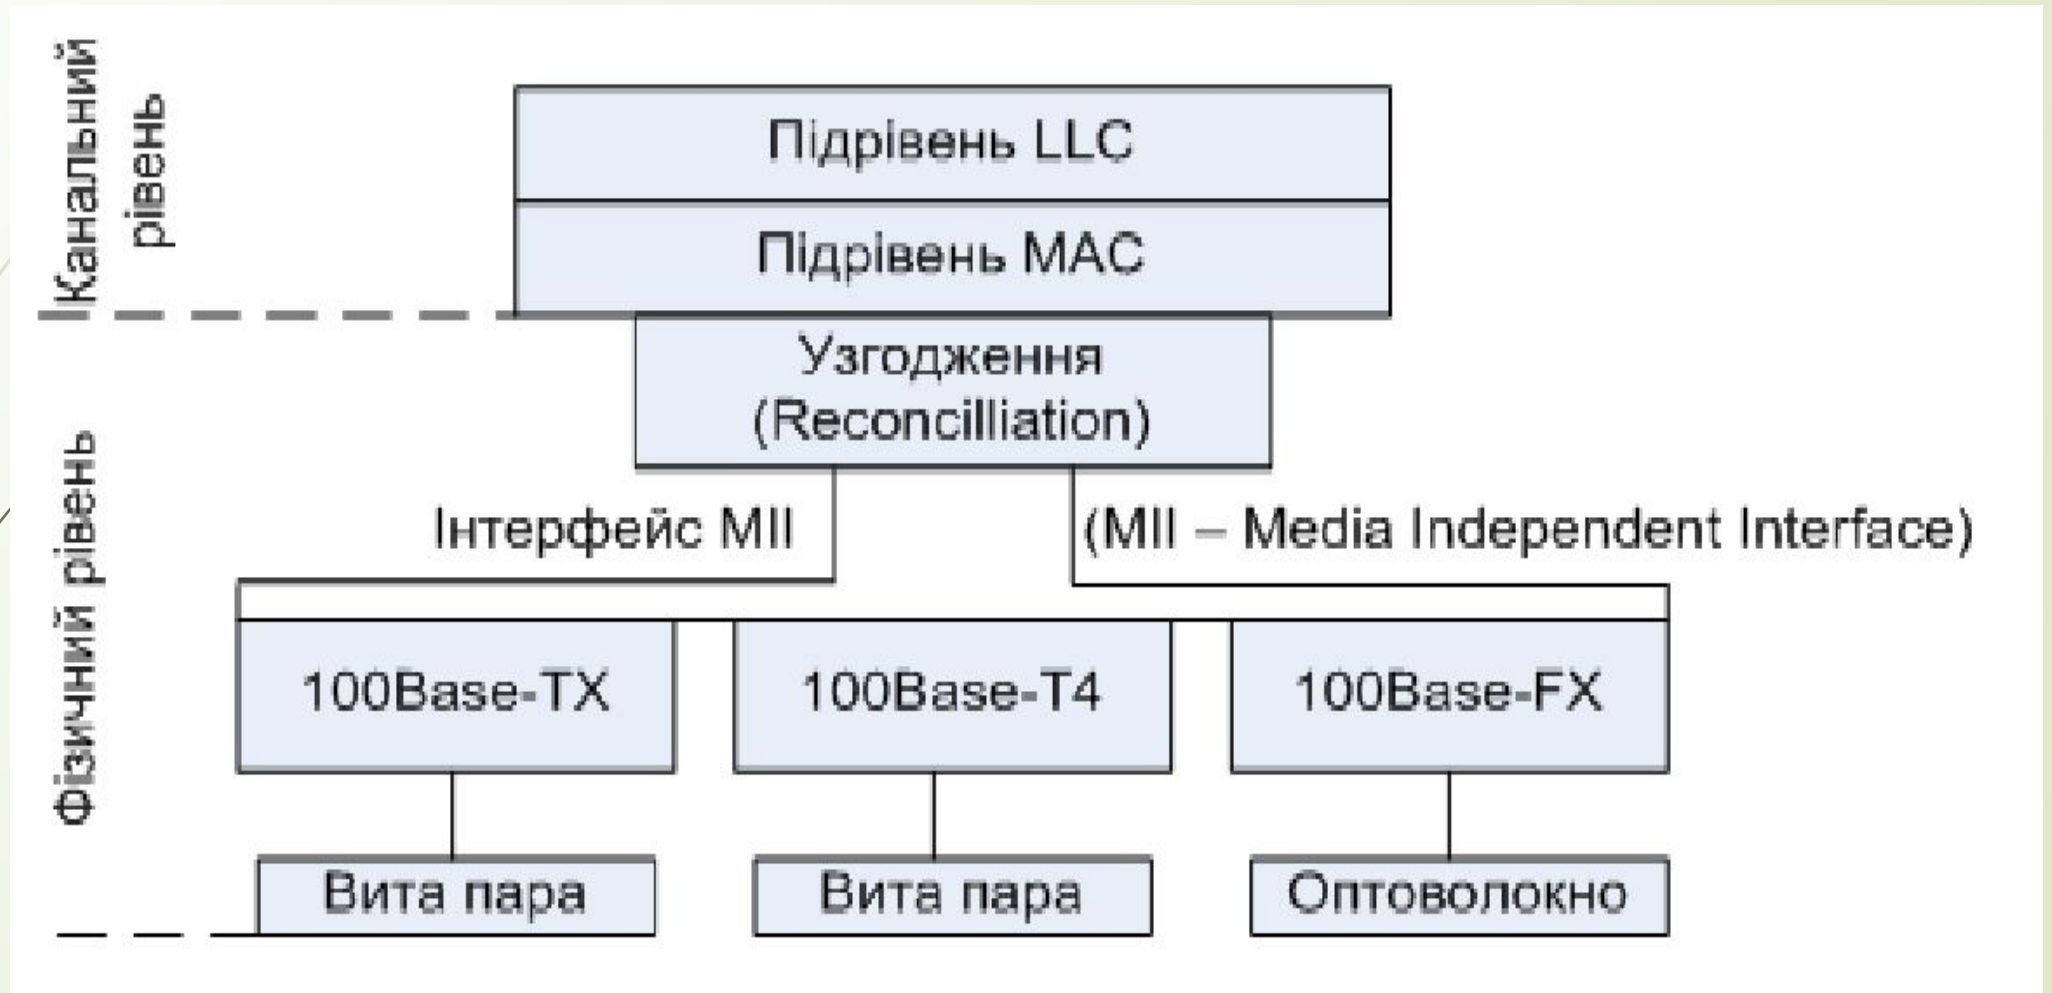 Канальний
рівень
Підрівень LLC
Підрівень MAC
Узгодження
(Reconcilliation)
Фізичний рівень
Інтерфейс MII
(MII – Media Independent Interface)
100Base-TX
100Base-T4
100Base-FX
Вита пара
Вита пара
Оптоволокно